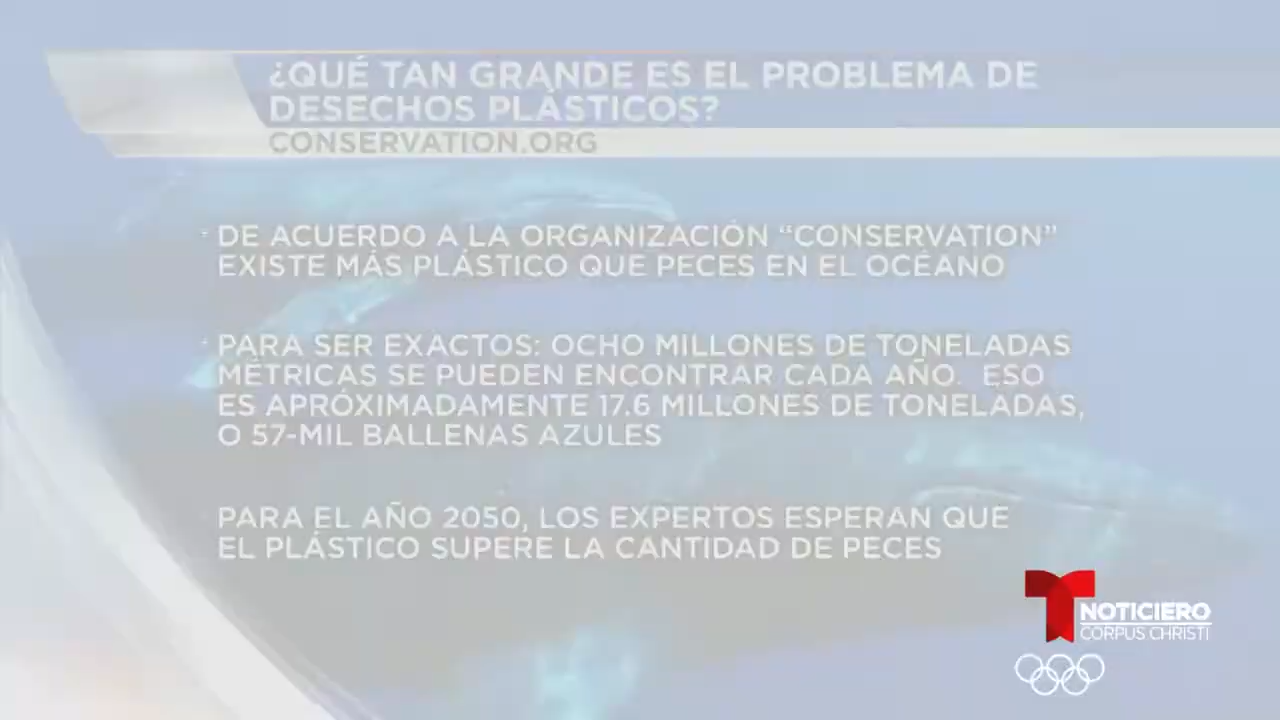 ¿QUÉ TAN GRANDE ES EL PROBLEMA DE
DESECHOS PLÁSTICOS?
CONSERVATION.ORG
- DE ACUERDO A LA ORGANIZACIÓN “CONSERVATION”
EXISTE MÁS PLÁSTICO QUE PECES EN EL OCÉANO
- PARA SER EXACTOS: OCHO MILLONES DE TONELADAS
MÉTRICAS SE PUEDEN ENCONTRAR CADA AÑO. ESO
ES APRÓXIMADAMENTE 17.6 MILLONES DE TONELADAS,
O 57-MIL BALLENAS AZULES
PARA EL AÑO 2050, LOS EXPERTOS ESPERAN QUE
EL PLÁSTICO SUPERE LA CANTIDAD DE PECES
NOTICIERO
CORPUS CHRISTI